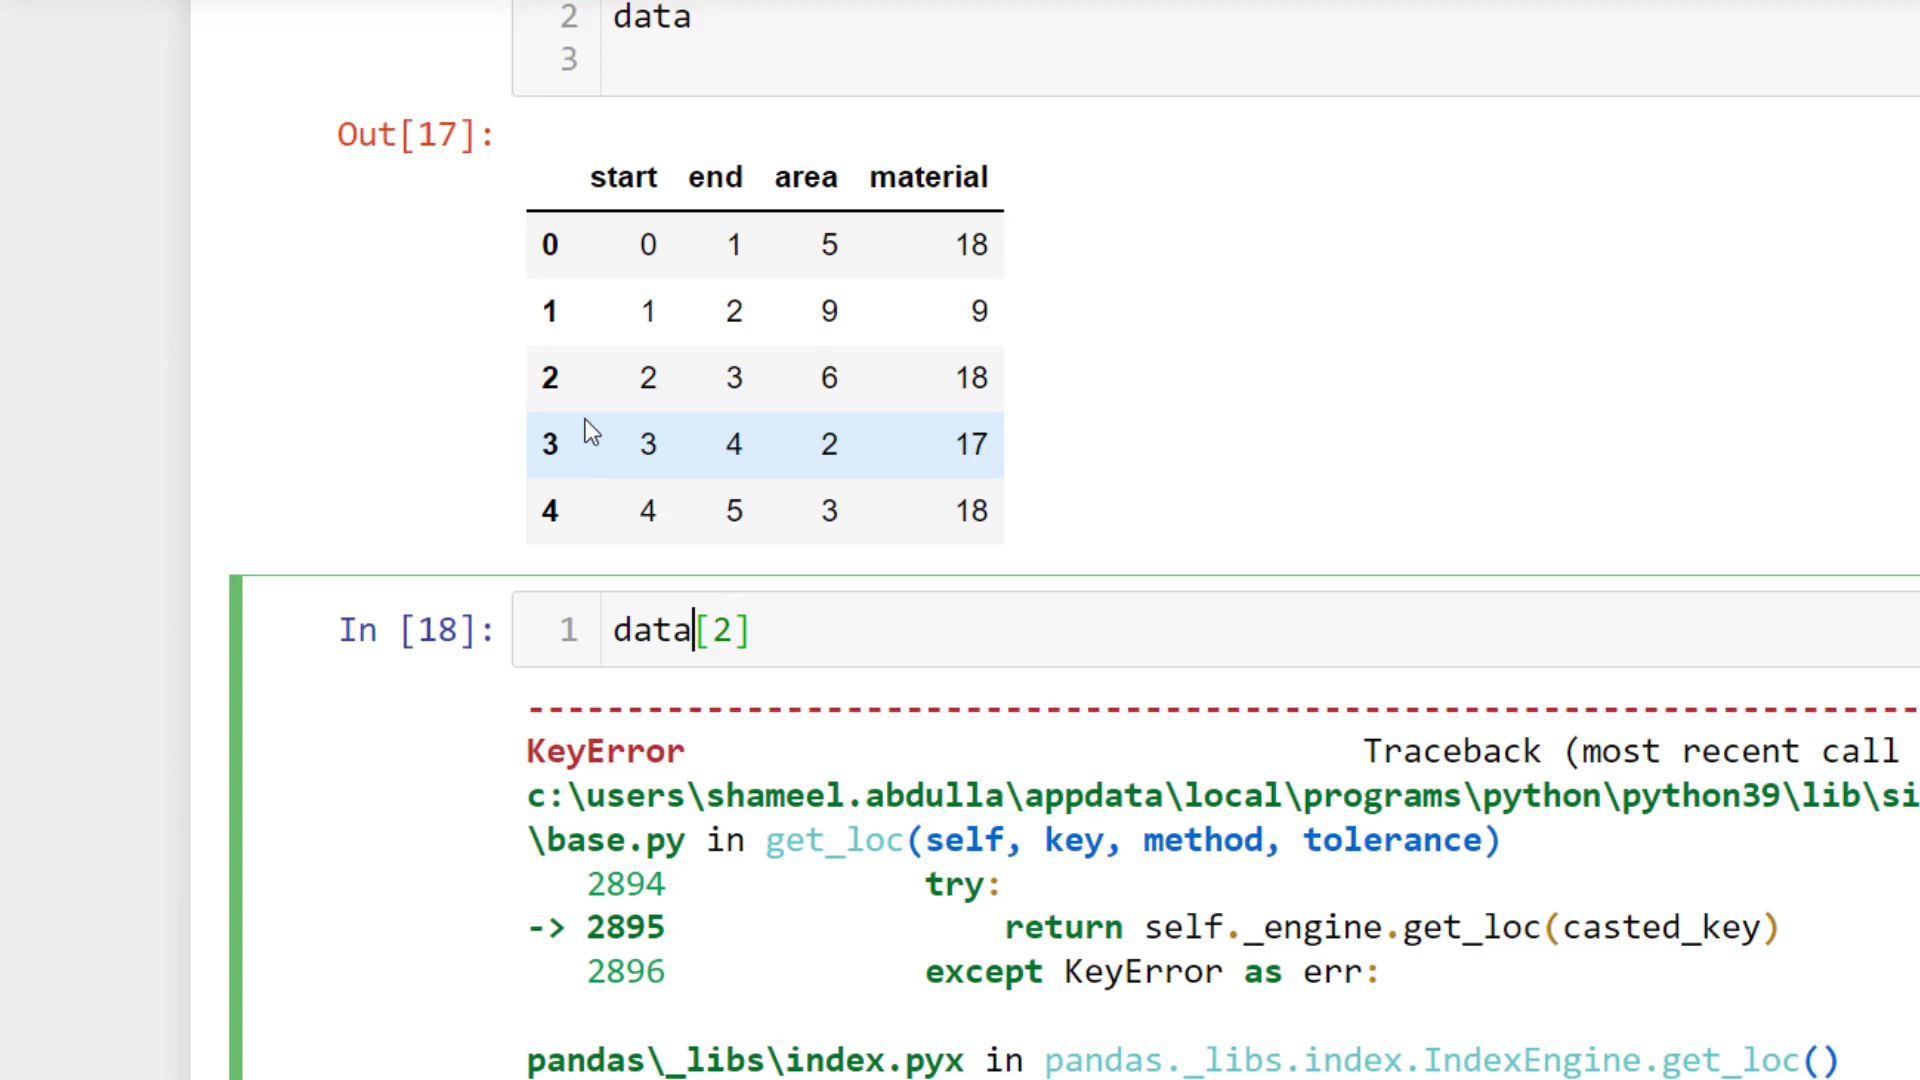 2 data
3
Out[17]:
start end area material
0 0 1 5 18
1 1 2 9 9
2 2 3 6 18
3 3 4 2 17
4 4 5 3 18
In [18]: 1 data[2]
---------------------------------------------------------------------------
KeyError Traceback (most recent call
c:\users\shameel.abdulla\appdata\local\programs\python\python39\lib\si
\base.py in get_loc(self, key, method, tolerance)
2894 try:
-> 2895 return self._engine.get_loc(casted_key)
2896 except KeyError as err:
pandas\_libs\index.pyx in pandas._libs.index.IndexEngine.get_loc()